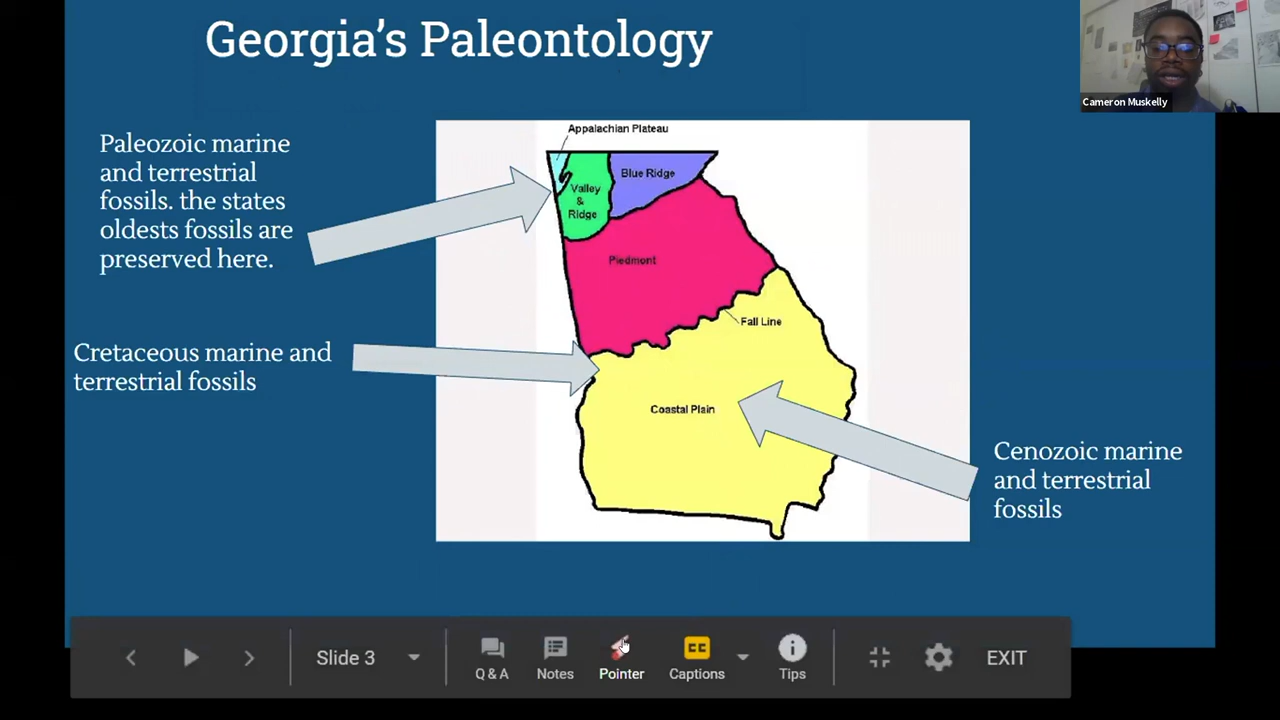 Georgia's Paleontology
Cameron Muskelly
Paleozoic marine
and terrestrial
fossils. the states
oldests fossils are
preserved here.
Appalachian Plateau
Blue Ridge
Valley
&
Ridge
Piedmont
Fall Line
Cretaceous marine and
terrestrial fossils
Coastal Plain
Cenozoic marine
and terrestrial
fossils
Slide 3
Q & A
Notes
Pointer
CC
Captions
Tips
EXIT